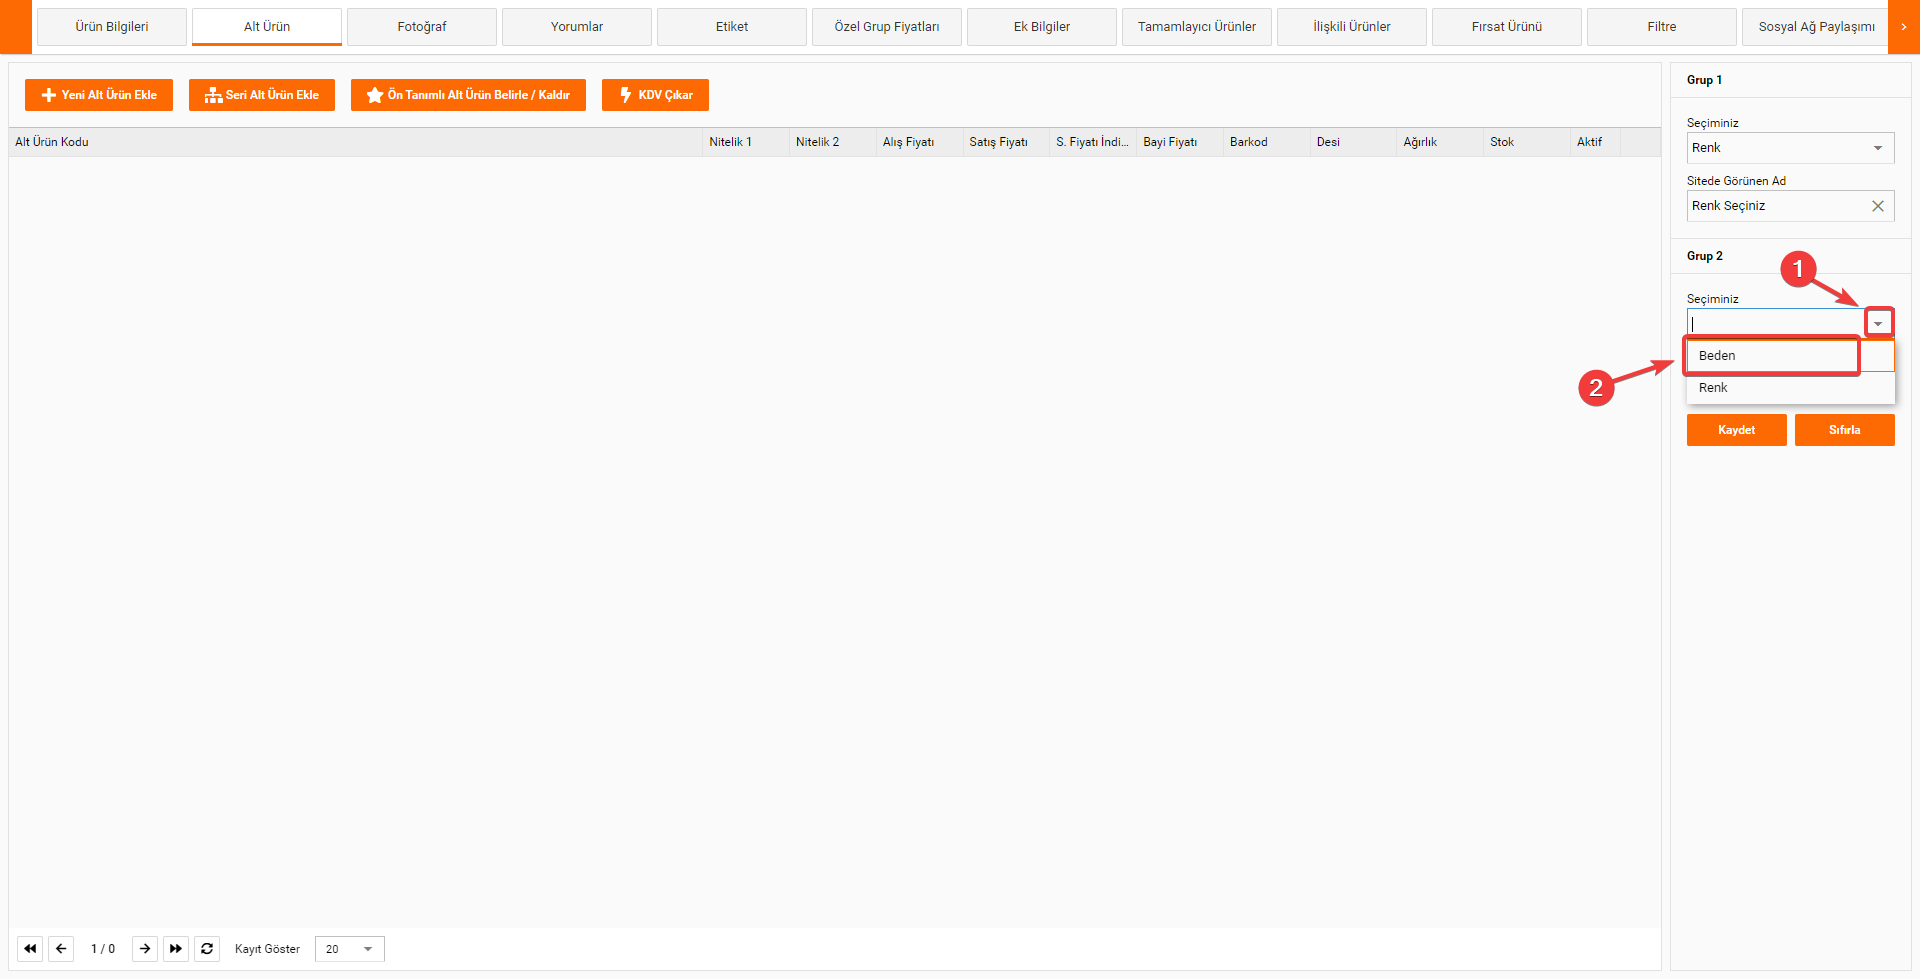 Ürün Bilgileri
Alt Ürün
Fotoğraf
Yorumlar
Etiket
Özel Grup Fiyatları
Ek Bilgiler
Tamamlayıcı Ürünler
İlişkili Ürünler
Fırsat Ürünü
Filtre
Sosyal Ağ Paylaşımı
Yeni Alt Ürün Ekle
Seri Alt Ürün Ekle
Ön Tanımlı Alt Ürün Belirle / Kaldır
KDV Çıkar
Alt Ürün Kodu
Nitelik 1
Nitelik 2
Alış Fiyatı
Satış Fiyatı
S. Fiyatı İndi...
Bayi Fiyatı
Barkod
Desi
Ağırlık
Stok
Aktif
Grup 1
Seçiminiz
Renk
Sitede Görünen Ad
Renk Seçiniz
Grup 2
1
Seçiminiz
Beden
2
Renk
Kaydet
Sıfırla
1 / 0
Kayıt Göster
20